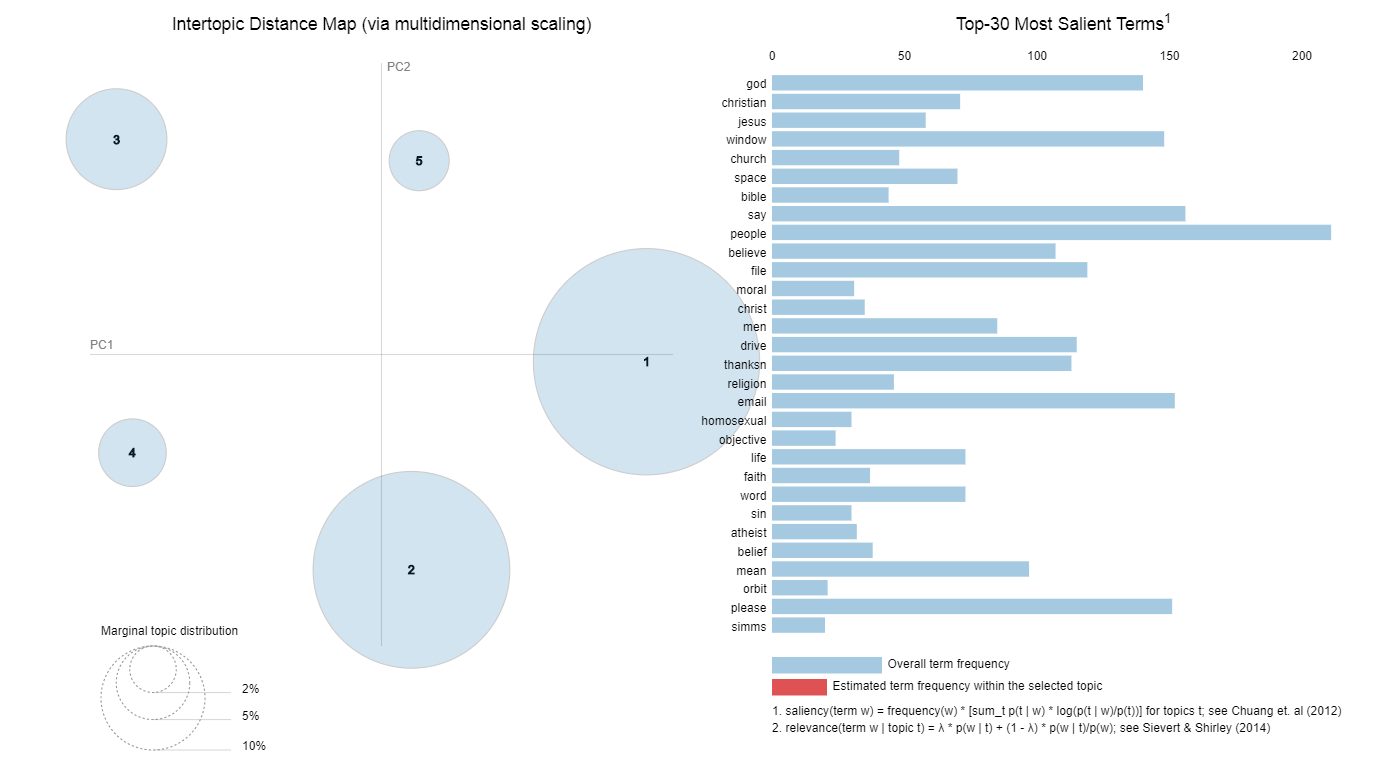 Intertopic Distance Map (via multidimensional scaling)
PC2
PC1
3
5
1
4
2
Marginal topic distribution
2%
5%
10%
Top-30 Most Salient Terms1
0 50 100 150 200
god
christian
jesus
window
church
space
bible
say
people
believe
file
moral
christ
men
drive
thanksn
religion
email
homosexual
objective
life
faith
word
sin
atheist
belief
mean
orbit
please
simms
Overall term frequency
Estimated term frequency within the selected topic
1. saliency(term w) = frequency(w) * [sum_t p(t | w) * log(p(t | w)/p(t))] for topics t; see Chuang et. al (2012)
2. relevance(term w | topic t) = λ * p(w | t) + (1 - λ) * p(w | t)/p(w); see Sievert & Shirley (2014)